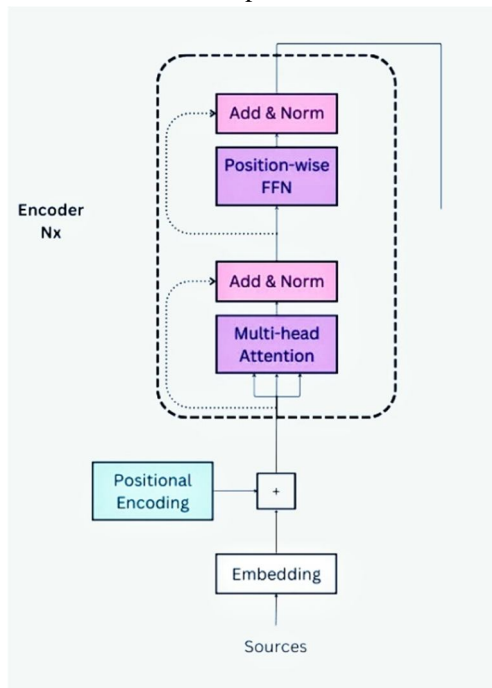 Add & Norm
Position-wise
FFN
Encoder
Nx
Add & Norm
Multi-head
Attention
Positional
Encoding
+
Embedding
Sources